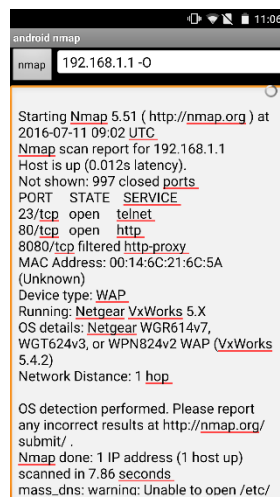 11:06
android nmap
nmap
192.168.1.1 -O
Starting Nmap 5.51 ( http://nmap.org ) at
2016-07-11 09:02 UTC
Nmap scan report for 192.168.1.1
Host is up (0.012s latency).
Not shown: 997 closed ports
PORT STATE SERVICE
23/tcp open telnet
80/tcp open http
8080/tcp filtered http-proxy
MAC Address: 00:14:6C:21:6C:5A
(Unknown)
Device type: WAP
Running: Netgear VxWorks 5.X
OS details: Netgear WGR614v7,
WGT624v3, or WPN824v2 WAP (VxWorks
5.4.2)
Network Distance: 1 hop
OS detection performed. Please report
any incorrect results at http://nmap.org/
submit/ .
Nmap done: 1 IP address (1 host up)
scanned in 7.86 seconds
mass_dns: warning: Unable to open /etc/